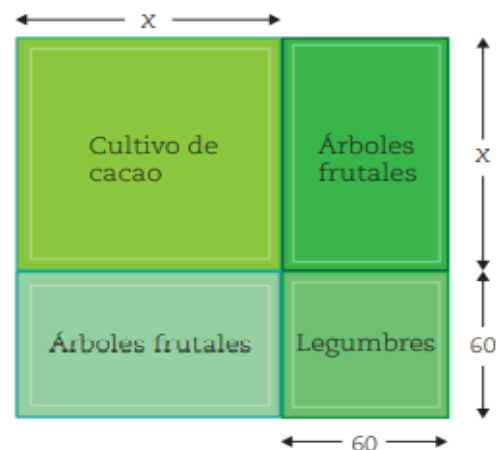 X
Cultivo de
cacao
Árboles
frutales
X
Árboles frutales
Legumbres
60
60